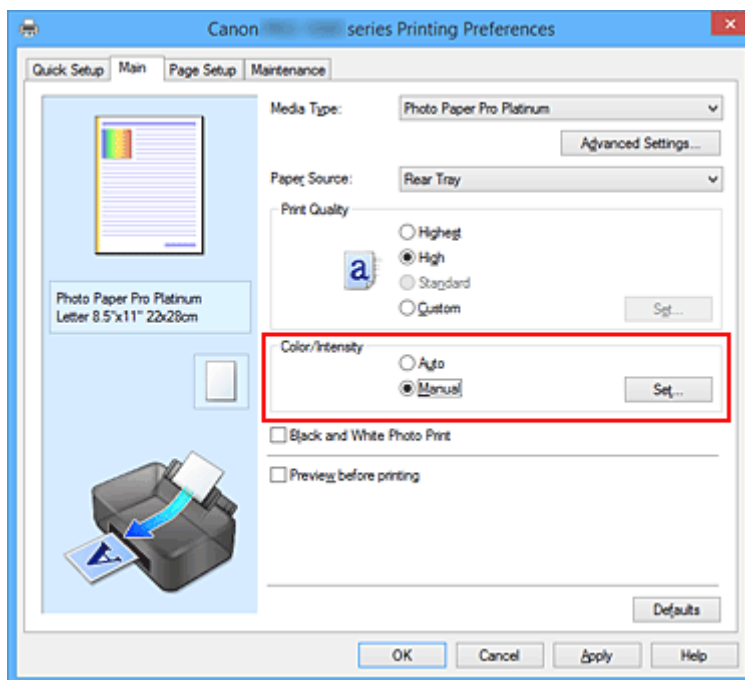 Canon series Printing Preferences
Quick Setup Main Page Setup Maintenance
Media Type: Photo Paper Pro Platinum
Advanced Settings...
Paper Source: Rear Tray
Print Quality
Highest
a High
Standard
Photo Paper Pro Platinum
Letter 8.5"x11" 22x28cm
Custom Set...
Color/Intensity
Auto
Manual Set...
Black and White Photo Print
Preview before printing
A
Defaults
OK Cancel Apply Help